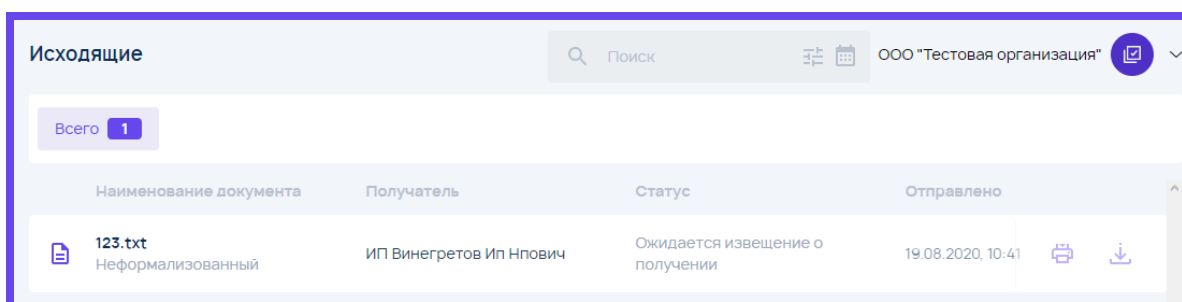 Исходящие
Поиск
ООО "Тестовая организация"
Всего 1
Наименование документа Получатель Статус Отправлено
123.txt
Неформализованный
ИП Винегретов Ип Нпович
Ожидается извещение о
получении
19.08.2020, 10:41